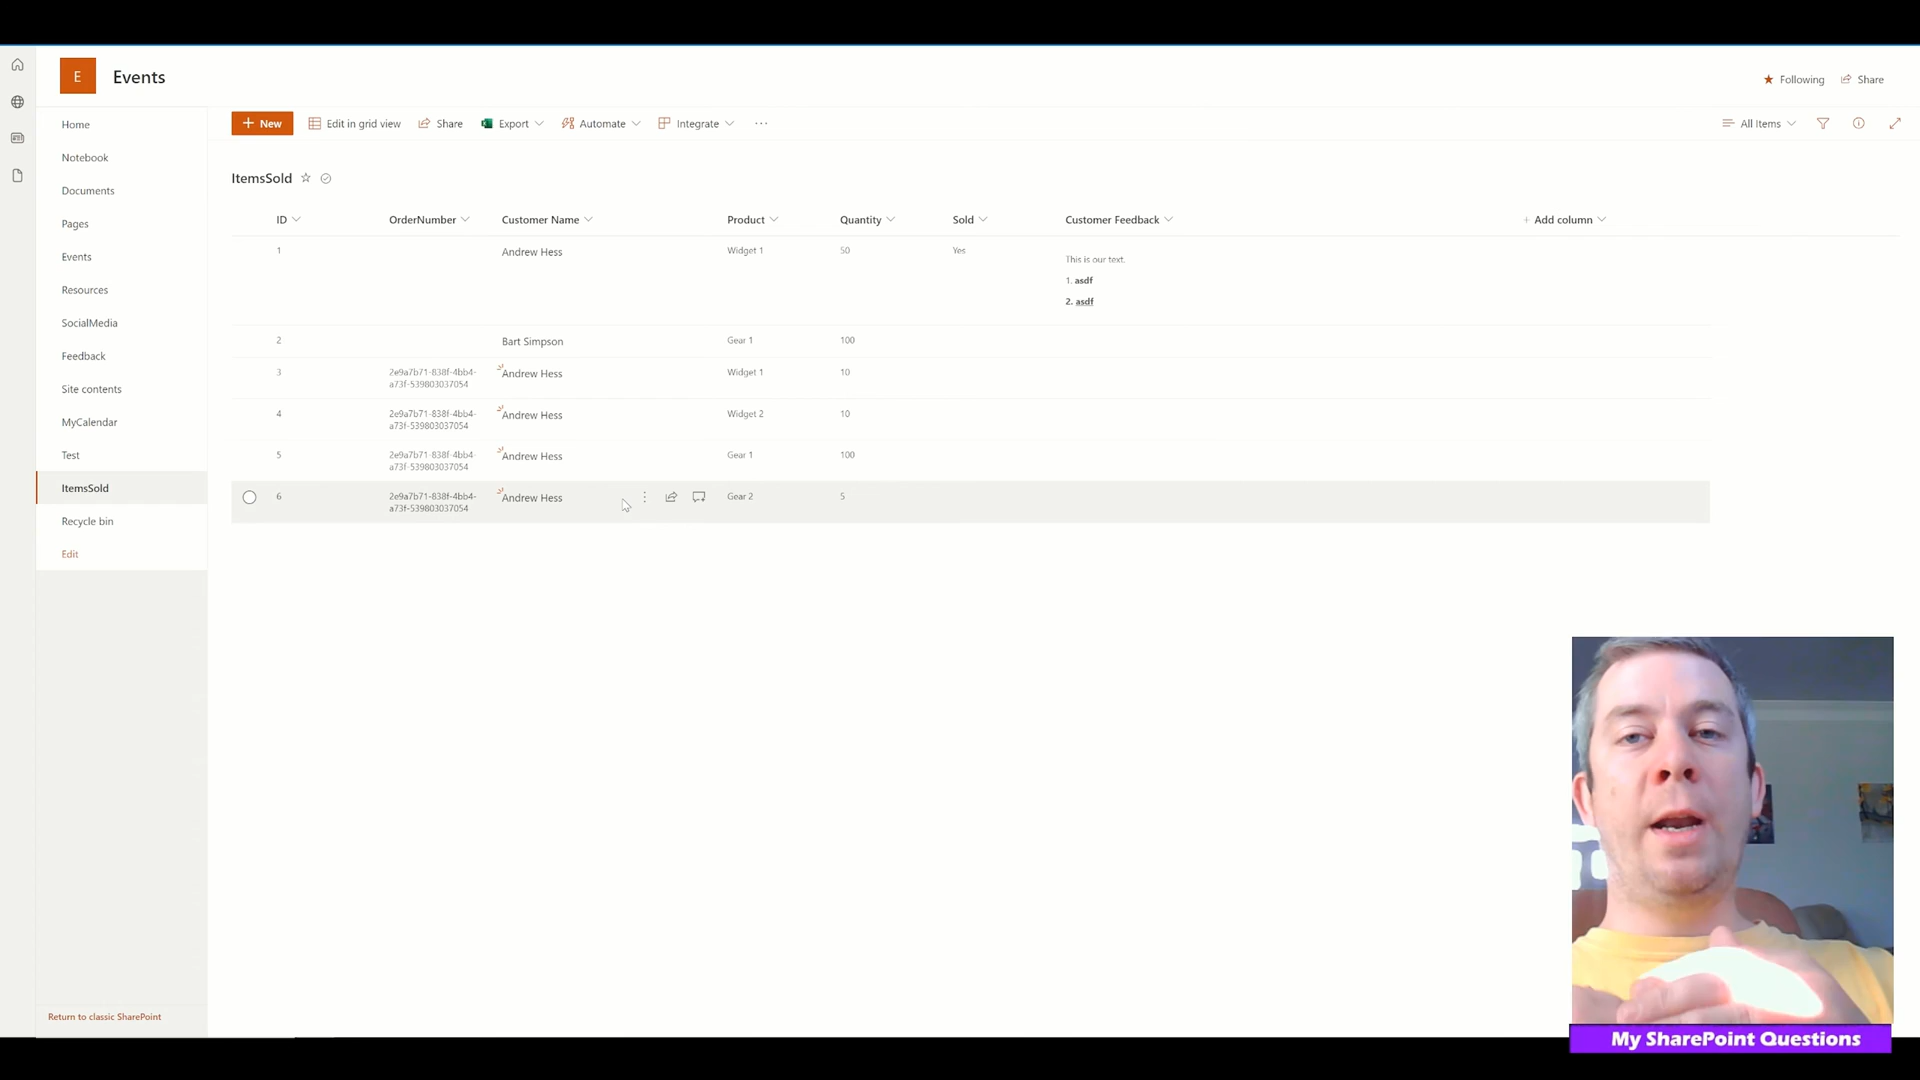 E
Events
Following
Share
Home
Notebook
Documents
Pages
Events
Resources
SocialMedia
Feedback
Site contents
MyCalendar
Test
ItemsSold
Recycle bin
Edit
Return to classic SharePoint
+ New
Edit in grid view
Share
Export
Automate
Integrate
...
All Items
ItemsSold
ID OrderNumber Customer Name Product Quantity Sold Customer Feedback + Add column
1 Andrew Hess Widget 1 50 Yes
This is our text.
1. asdf
2. asdf
2 Bart Simpson Gear 1 100
3 2e9a7b71-838f-4bb4- Andrew Hess Widget 1 10
a73f-539803037054
4 2e9a7b71-838f-4bb4- Andrew Hess Widget 2 10
a73f-539803037054
5 2e9a7b71-838f-4bb4- Andrew Hess Gear 1 100
a73f-539803037054
6 2e9a7b71-838f-4bb4- Andrew Hess Gear 2 5
a73f-539803037054
My SharePoint Questions